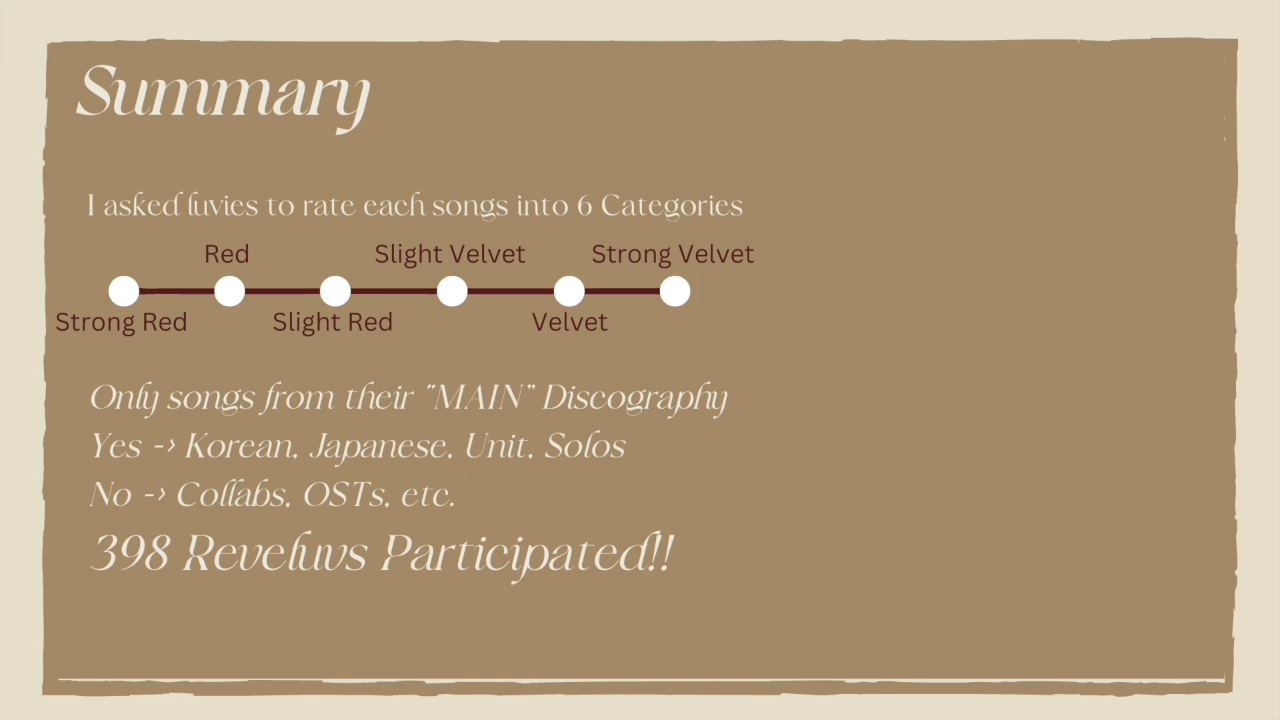 Summary
I asked luvies to rate each songs into 6 Categories
Red Slight Velvet Strong Velvet
Strong Red Slight Red Velvet
Only songs from their "MAIN" Discography
Yes -> Korean, Japanese, Unit, Solos
No -> Collabs, OSTs, etc.
398 Reveluvs Participated!!